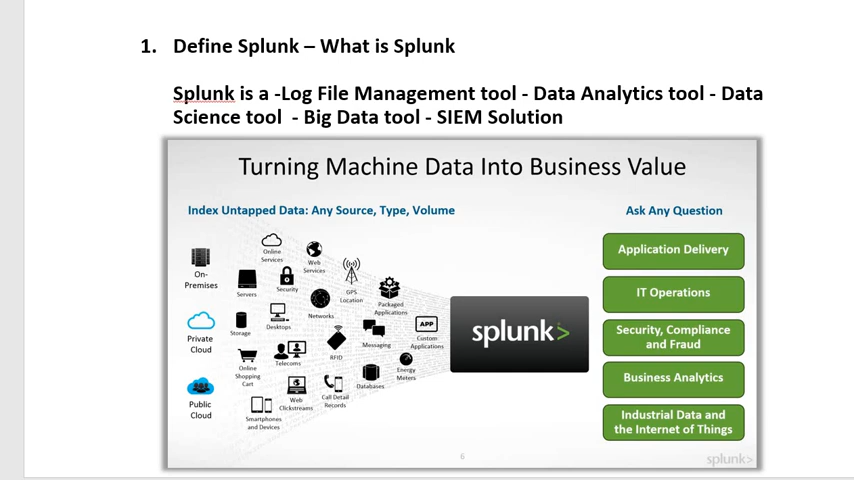 1. Define Splunk – What is Splunk
Splunk is a -Log File Management tool - Data Analytics tool - Data
Science tool - Big Data tool - SIEM Solution
Turning Machine Data Into Business Value
Index Untapped Data: Any Source, Type, Volume
Ask Any Question
On-
Premises
Private
Cloud
Public
Cloud
Online
Services
Web
Services
Servers
Security
GPS
Location
Packaged
Applications
Storage
Desktops
Networks
Messaging
APP
Custom
Applications
Online
Shopping
Cart
Telecoms
RFID
Energy
Meters
Databases
Web
Clickstreams
Call Detail
Records
Smartphones
and Devices
splunk>
Application Delivery
IT Operations
Security, Compliance
and Fraud
Business Analytics
Industrial Data and
the Internet of Things
6
splunk>